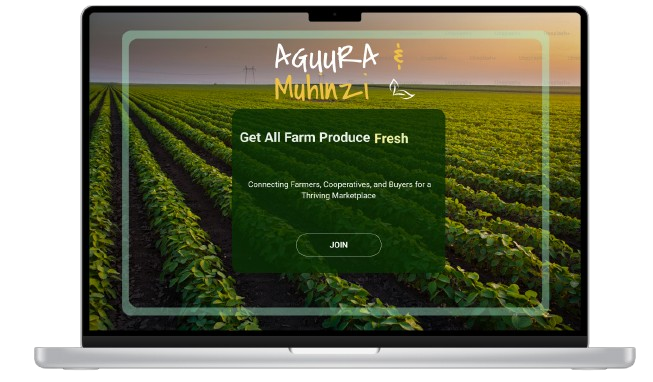 AGUURA &
Muhinzi
Get All Farm Produce Fresh
Connecting Farmers, Cooperatives, and Buyers for a
Thriving Marketplace
JOIN